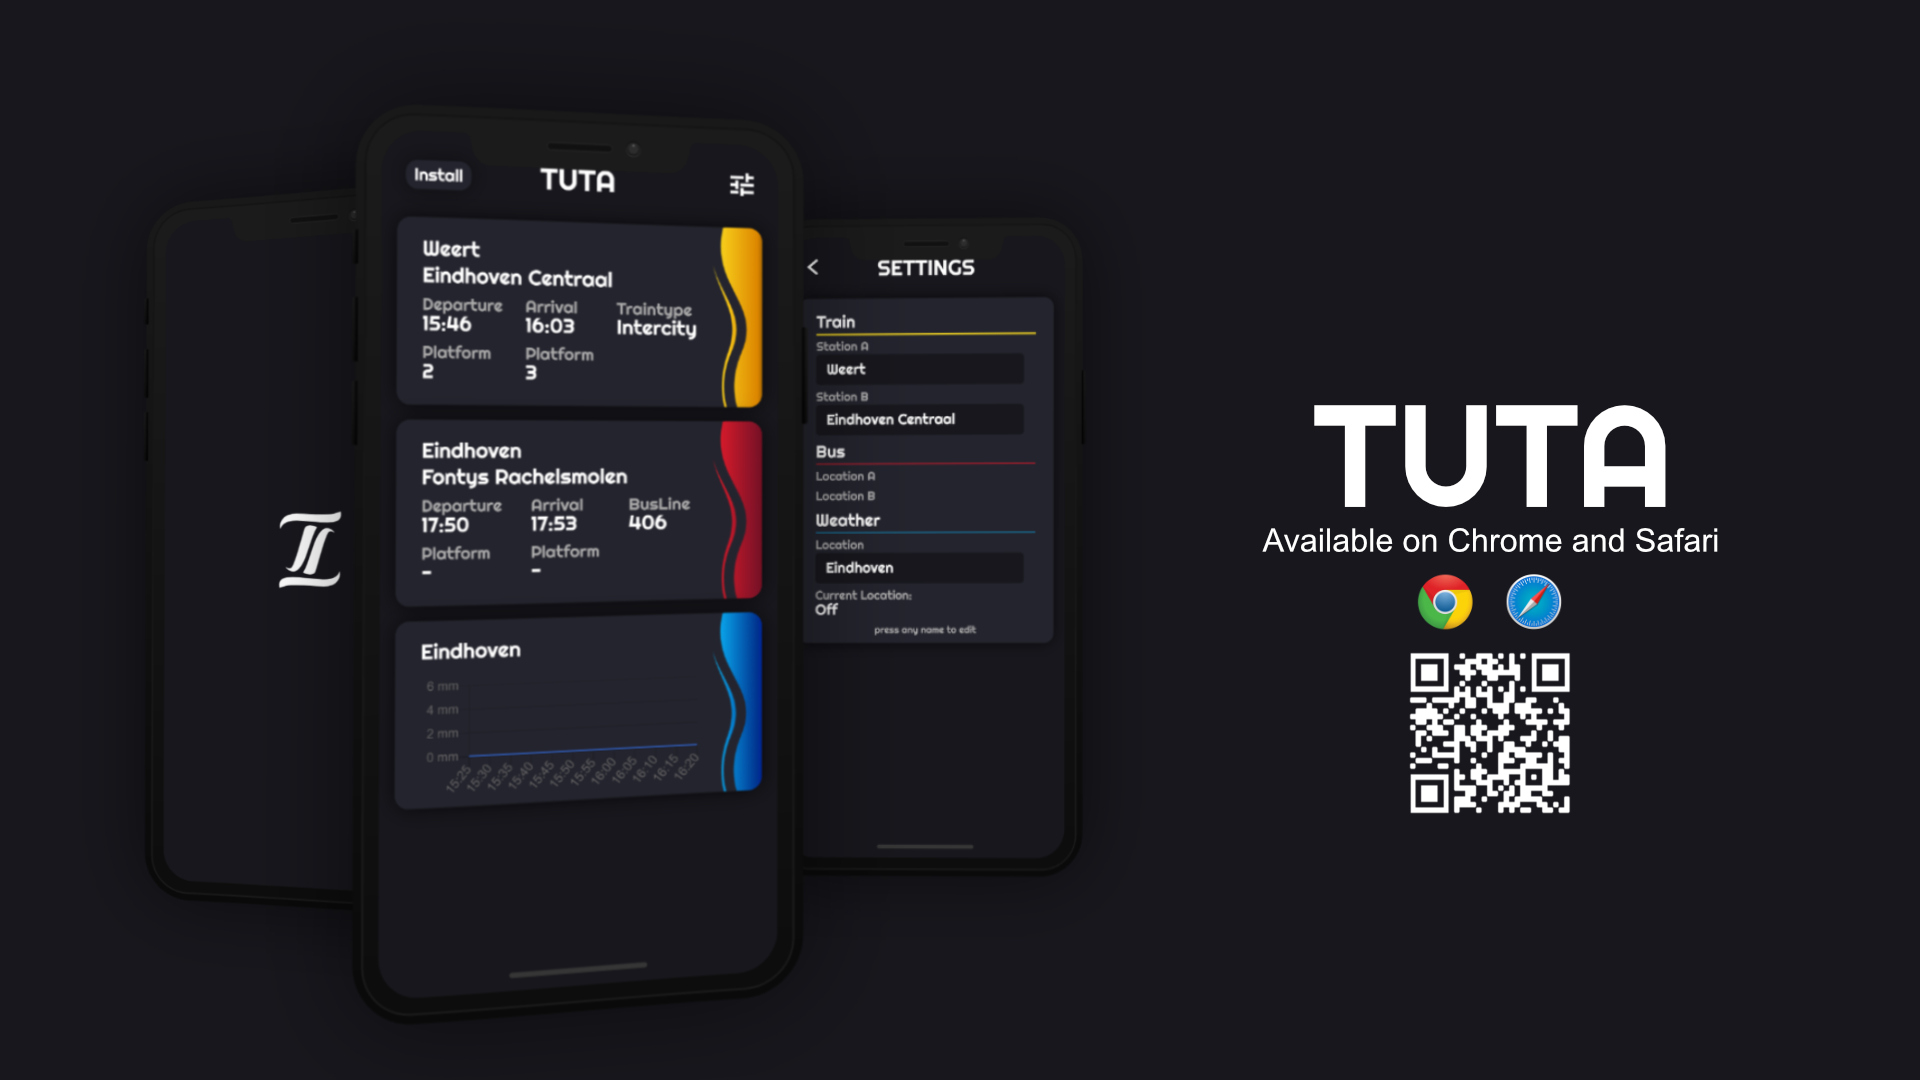 Install
TUTA
Weert
Eindhoven Centraal
Departure Arrival Traintype
15:46 16:03 Intercity
Platform Platform
2 3
Eindhoven
Fontys Rachelsmolen
Departure Arrival BusLine
17:50 17:53 406
Platform Platform
- -
Eindhoven
6 mm
4 mm
2 mm
0 mm
15:25 15:30 15:35 15:40 15:45 15:50 15:55 16:00 16:05 16:10 16:15 16:20
SETTINGS
Train
Station A
Weert
Station B
Eindhoven Centraal
Bus
Location A
Location B
Weather
Location
Eindhoven
Current Location:
Off
press any name to edit
TUTA
Available on Chrome and Safari